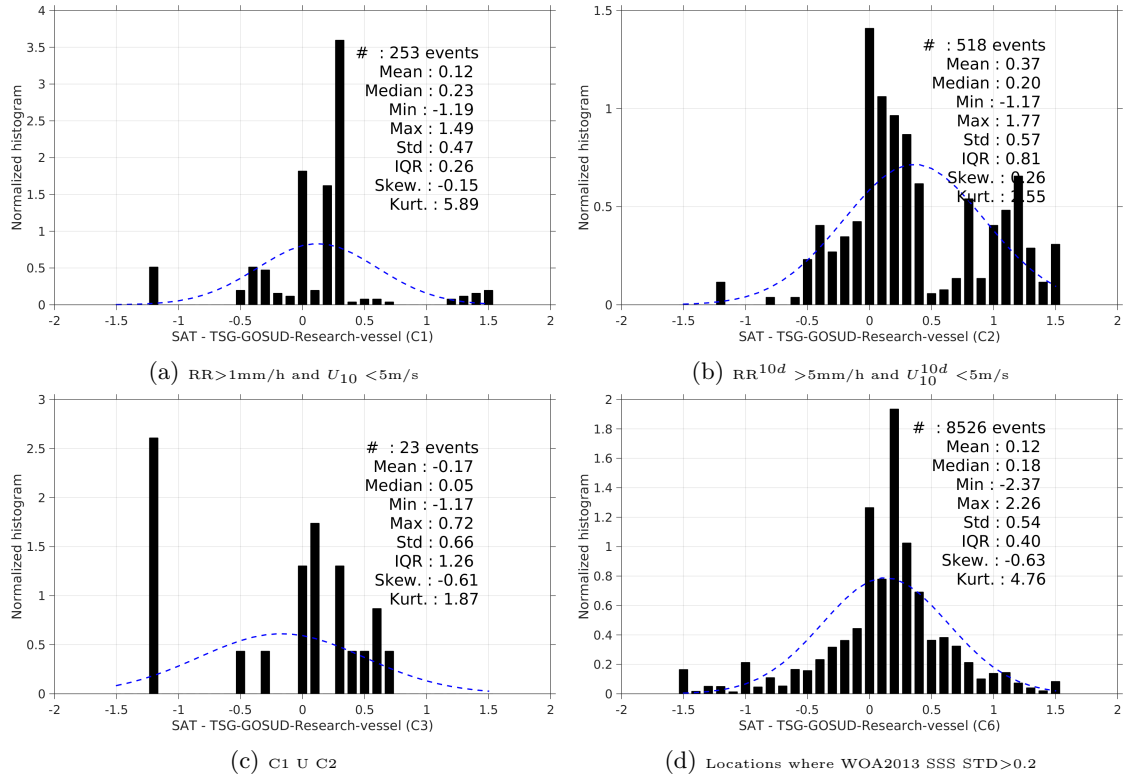 4
3.5
3
2.5
2
1.5
1
0.5
0
Normalized histogram
# : 253 events
Mean : 0.12
Median : 0.23
Min : -1.19
Max : 1.49
Std : 0.47
IQR : 0.26
Skew. : -0.15
Kurt. : 5.89
-2 -1.5 -1 -0.5 0 0.5 1 1.5 2
SAT - TSG-GOSUD-Research-vessel (C1)
(a) RR>1mm/h and U10 <5m/s
1.5
1
0.5
0
Normalized histogram
# : 518 events
Mean : 0.37
Median : 0.20
Min : -1.17
Max : 1.77
Std : 0.57
IQR : 0.81
Skew. : 0.26
Kurt. : 2.55
-2 -1.5 -1 -0.5 0 0.5 1 1.5 2
SAT - TSG-GOSUD-Research-vessel (C2)
(b) RR^10d >5mm/h and U_10^10d <5m/s
3
2.5
2
1.5
1
0.5
0
Normalized histogram
# : 23 events
Mean : -0.17
Median : 0.05
Min : -1.17
Max : 0.72
Std : 0.66
IQR : 1.26
Skew. : -0.61
Kurt. : 1.87
-2 -1.5 -1 -0.5 0 0.5 1 1.5 2
SAT - TSG-GOSUD-Research-vessel (C3)
(c) C1 U C2
2
1.8
1.6
1.4
1.2
1
0.8
0.6
0.4
0.2
0
Normalized histogram
# : 8526 events
Mean : 0.12
Median : 0.18
Min : -2.37
Max : 2.26
Std : 0.54
IQR : 0.40
Skew. : -0.63
Kurt. : 4.76
-2 -1.5 -1 -0.5 0 0.5 1 1.5 2
SAT - TSG-GOSUD-Research-vessel (C6)
(d) Locations where WOA2013 SSS STD>0.2